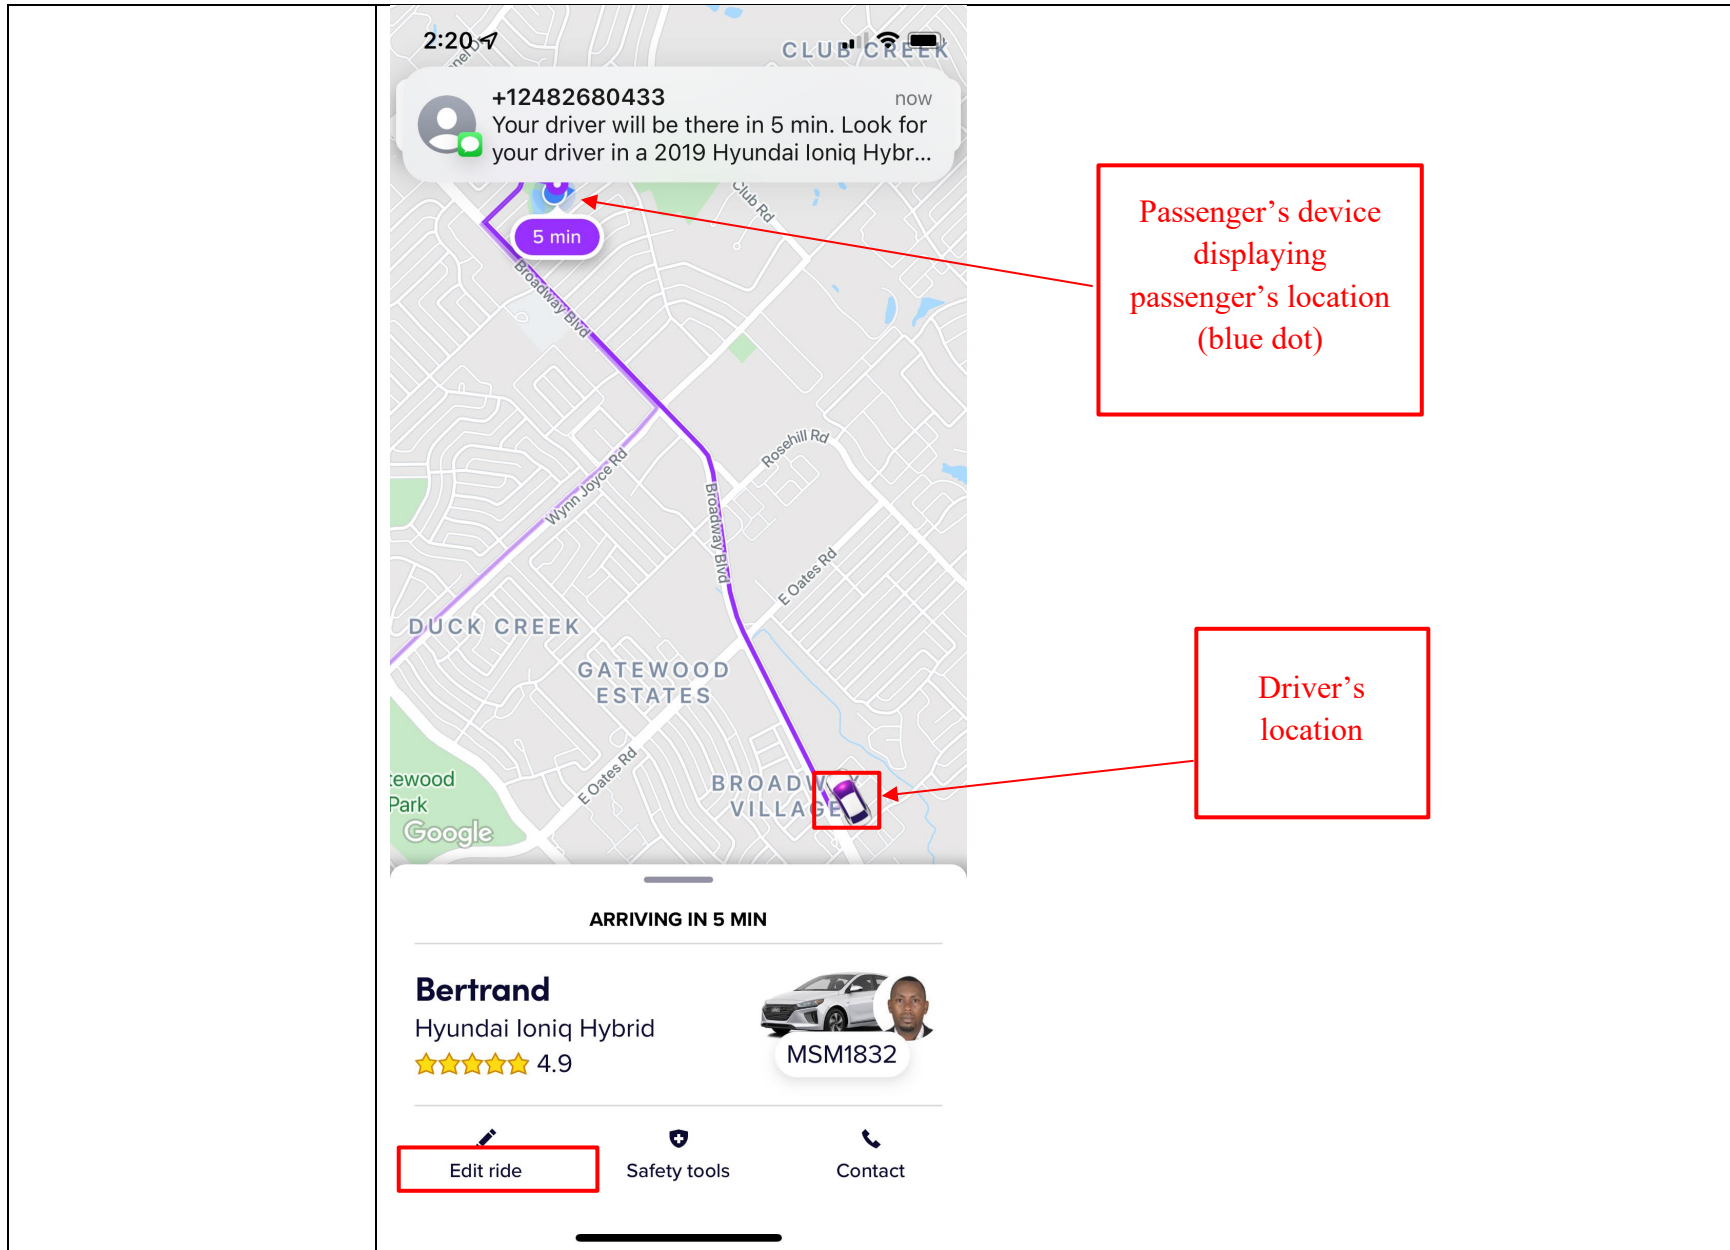 2:20
CLUB CREEK
+12482680433
now
Your driver will be there in 5 min. Look for
your driver in a 2019 Hyundai Ioniq Hybr...
Club Rd
5 min
Broadway Blvd
Passenger’s device
displaying
passenger’s location
(blue dot)
Rosehill Rd
Wynn Joyce Rd
Broadway Blvd
E Oates Rd
DUCK CREEK
GATEWOOD
ESTATES
Driver’s
location
E Oates Rd
tewood
Park
BROADW
VILLAGE
Google
ARRIVING IN 5 MIN
Bertrand
Hyundai Ioniq Hybrid
4.9
MSM1832
Edit ride
Safety tools
Contact